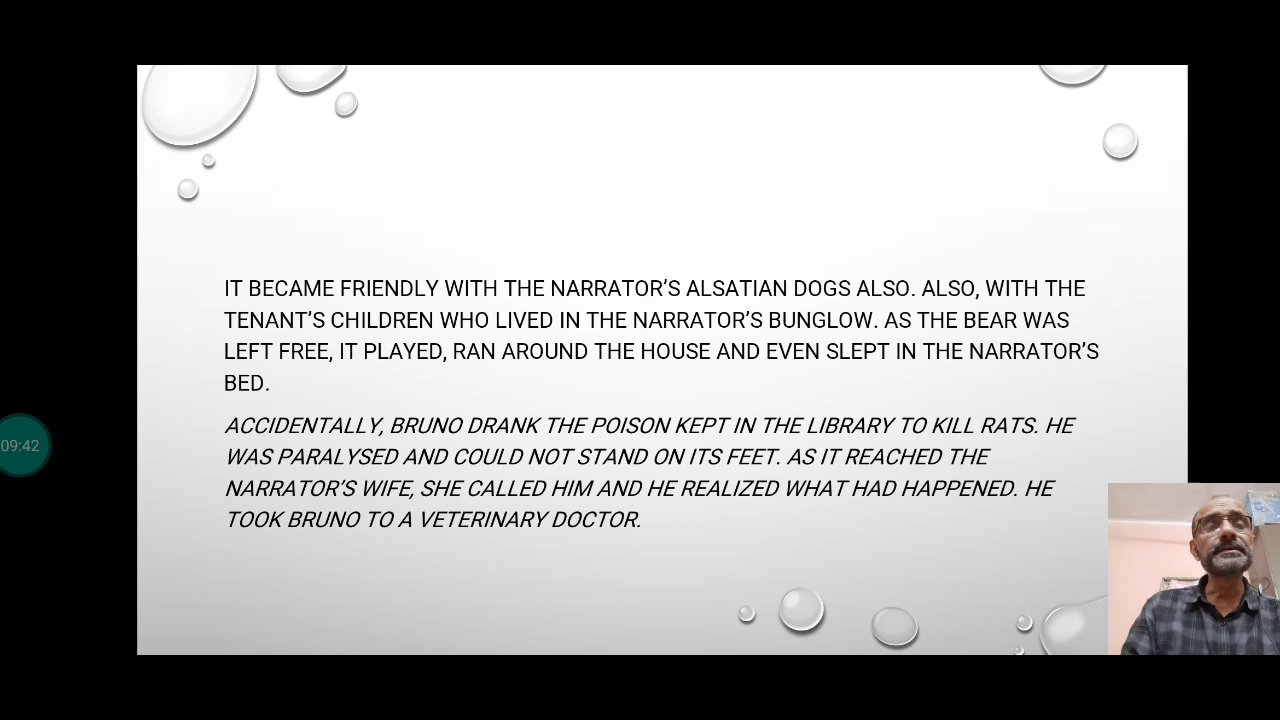 IT BECAME FRIENDLY WITH THE NARRATOR'S ALSATIAN DOGS ALSO. ALSO, WITH THE
TENANT'S CHILDREN WHO LIVED IN THE NARRATOR'S BUNGLOW. AS THE BEAR WAS
LEFT FREE, IT PLAYED, RAN AROUND THE HOUSE AND EVEN SLEPT IN THE NARRATOR'S
BED.
ACCIDENTALLY, BRUNO DRANK THE POISON KEPT IN THE LIBRARY TO KILL RATS. HE
WAS PARALYSED AND COULD NOT STAND ON ITS FEET. AS IT REACHED THE
NARRATOR'S WIFE, SHE CALLED HIM AND HE REALIZED WHAT HAD HAPPENED. HE
TOOK BRUNO TO A VETERINARY DOCTOR.
09:42